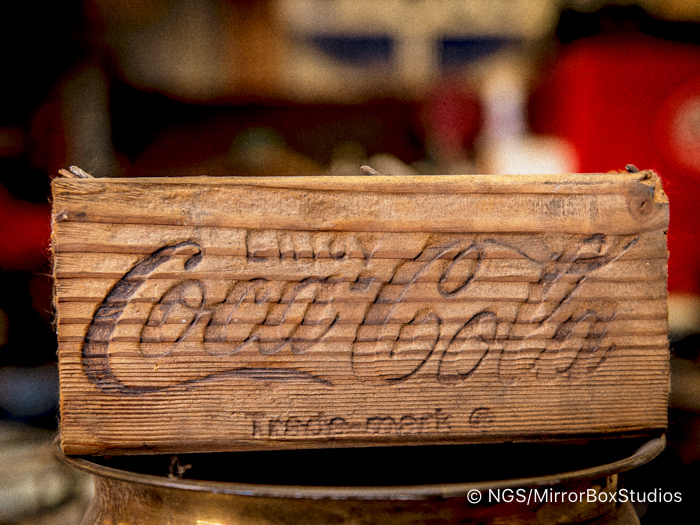 ENJOY
Coca-Cola
Trade-mark ®
© NGS/MirrorBoxStudios